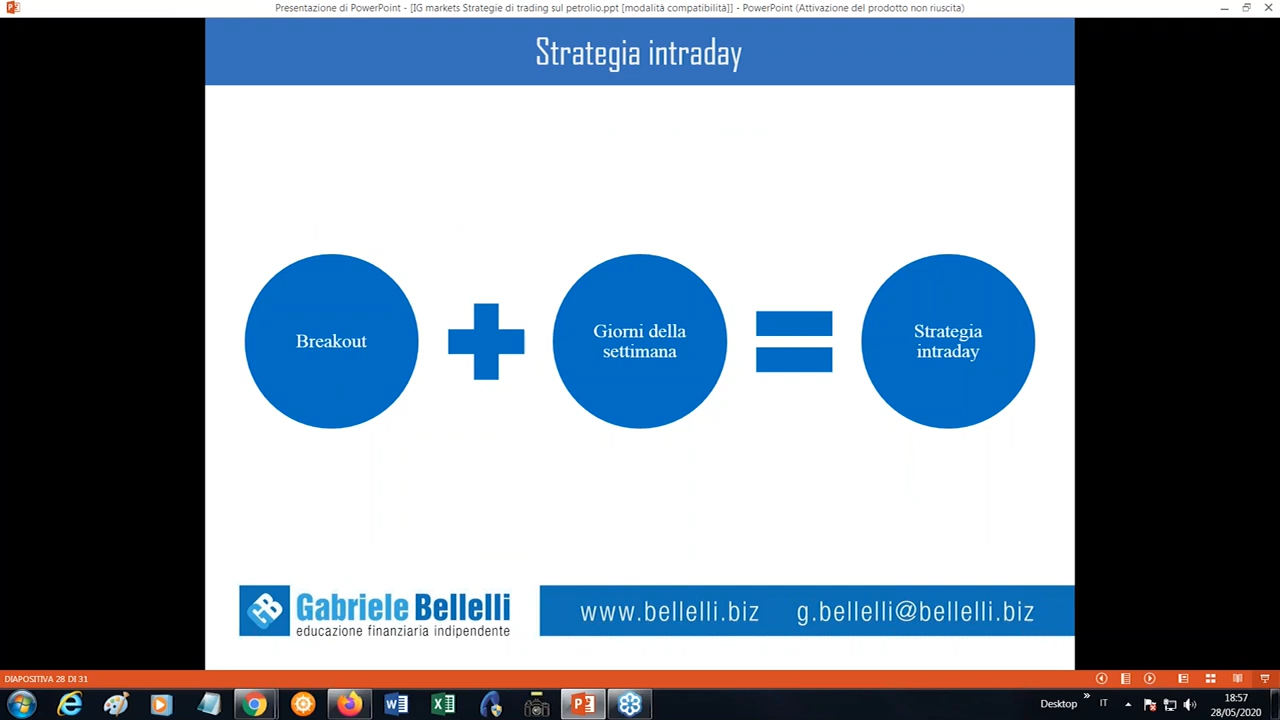 Presentazione di PowerPoint - [IG markets Strategie di trading sul petrolio.ppt [modalità compatibilità]] - PowerPoint (Attivazione del prodotto non riuscita)
Strategia intraday
Breakout
Giorni della
settimana
Strategia
intraday
Gabriele Bellelli
educazione finanziaria indipendente
www.bellelli.biz g.bellelli@bellelli.biz
DIAPOSITIVA 28 DI 31
Desktop
IT
18:57
28/05/2020